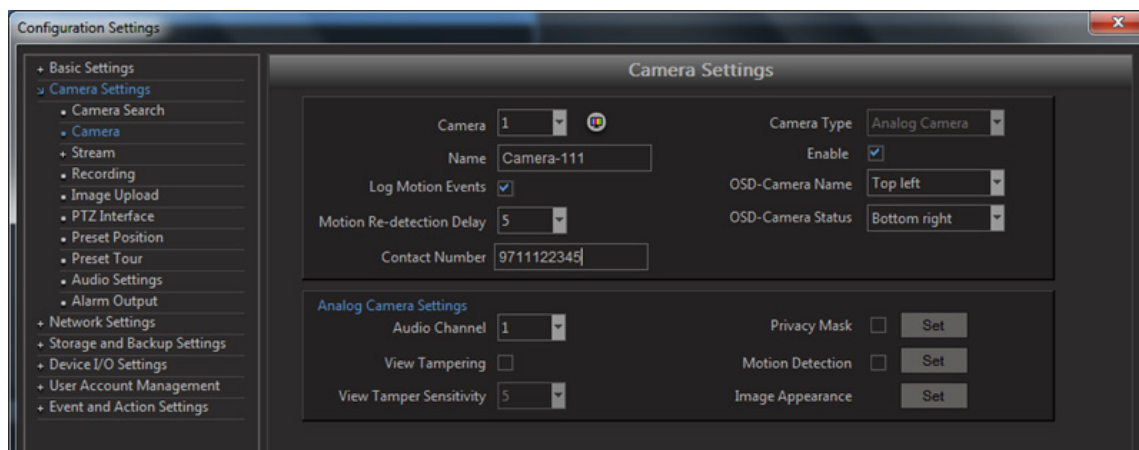 Configuration Settings
+ Basic Settings
Camera Settings
Camera Search
Camera
+ Stream
Recording
Image Upload
PTZ Interface
Preset Position
Preset Tour
Audio Settings
Alarm Output
+ Network Settings
+ Storage and Backup Settings
+ Device I/O Settings
+ User Account Management
+ Event and Action Settings
Camera Settings
Camera 1
Name Camera-111
Log Motion Events
Motion Re-detection Delay 5
Contact Number 9711122345
Camera Type Analog Camera
Enable
OSD-Camera Name Top left
OSD-Camera Status Bottom right
Analog Camera Settings
Audio Channel 1
View Tampering
View Tamper Sensitivity 5
Privacy Mask Set
Motion Detection Set
Image Appearance Set